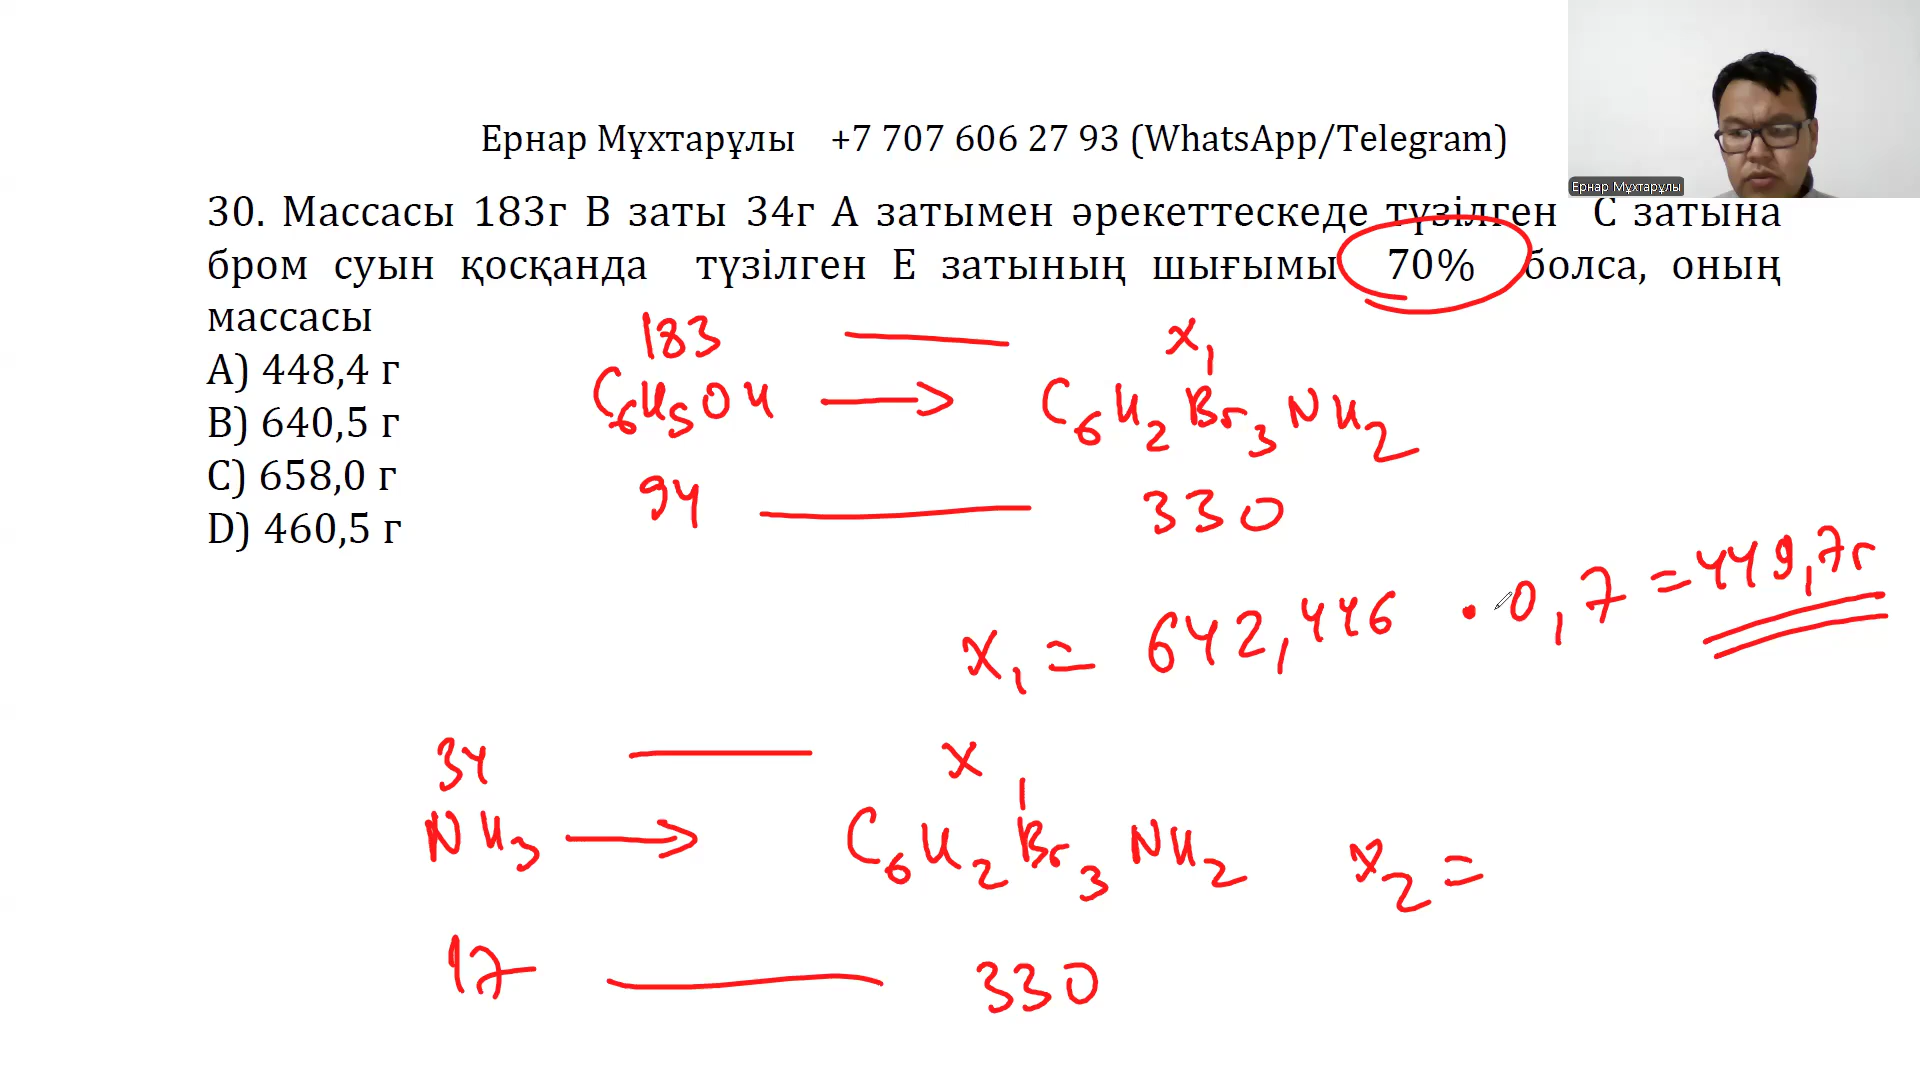 Ернар Мұхтарұлы +7 707 606 27 93 (WhatsApp/Telegram)
Ернар Мұхтарұлы
30. Массасы 183г В заты 34г А затымен әрекеттескеде түзілген С затына
бром суын қосқанда түзілген Е затының шығымы 70% болса, оның
массасы
A) 448,4 г
B) 640,5 г
C) 658,0 г
D) 460,5 г
183 — x₁
C₆H₅OH → C₆H₂Br₃NH₂
94 — 330
x₁ = 642,446 · 0,7 = 449,7г
34 — x
NH₃ → C₆H₂Br₃NH₂ x₂ =
17 — 330